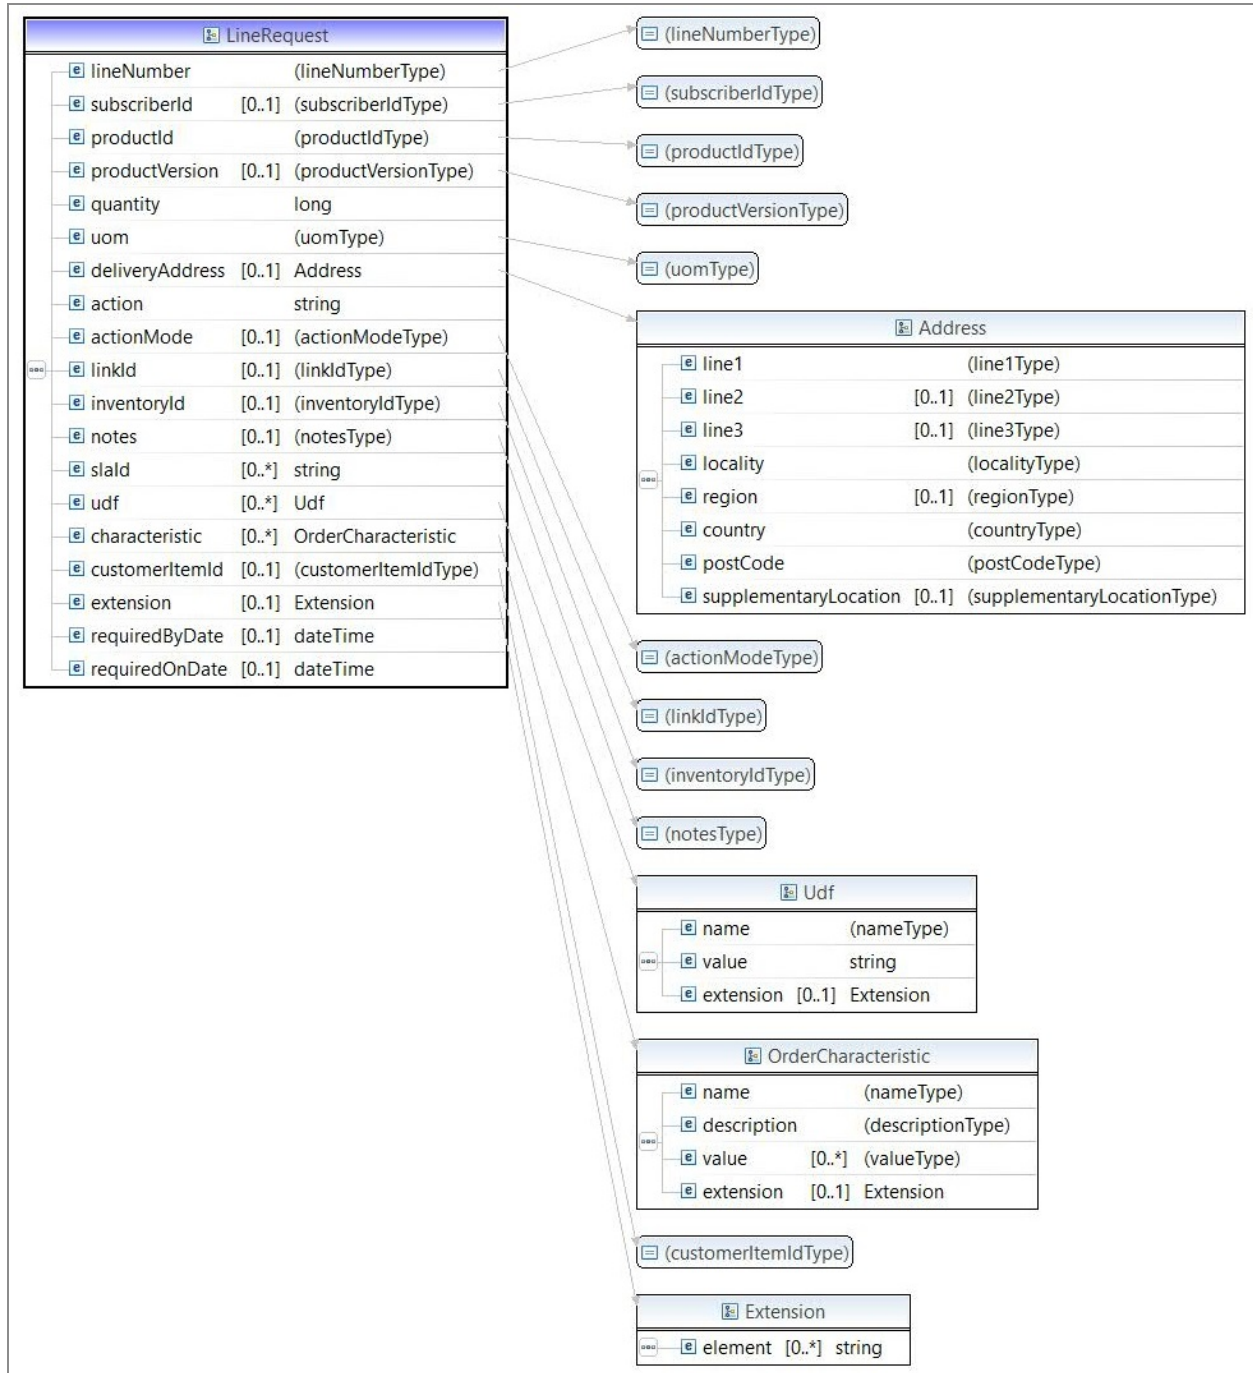 LineRequest
lineNumber (lineNumberType)
subscriberId [0..1] (subscriberIdType)
productId (productIdType)
productVersion [0..1] (productVersionType)
quantity long
uom (uomType)
deliveryAddress [0..1] Address
action string
actionMode [0..1] (actionModeType)
linkId [0..1] (linkIdType)
inventoryId [0..1] (inventoryIdType)
notes [0..1] (notesType)
slaId [0..*] string
udf [0..*] Udf
characteristic [0..*] OrderCharacteristic
customerItemId [0..1] (customerItemIdType)
extension [0..1] Extension
requiredByDate [0..1] dateTime
requiredOnDate [0..1] dateTime
(lineNumberType)
(subscriberIdType)
(productIdType)
(productVersionType)
(uomType)
Address
line1 (line1Type)
line2 [0..1] (line2Type)
line3 [0..1] (line3Type)
locality (localityType)
region [0..1] (regionType)
country (countryType)
postCode (postCodeType)
supplementaryLocation [0..1] (supplementaryLocationType)
(actionModeType)
(linkIdType)
(inventoryIdType)
(notesType)
Udf
name (nameType)
value string
extension [0..1] Extension
OrderCharacteristic
name (nameType)
description (descriptionType)
value [0..*] (valueType)
extension [0..1] Extension
(customerItemIdType)
Extension
element [0..*] string